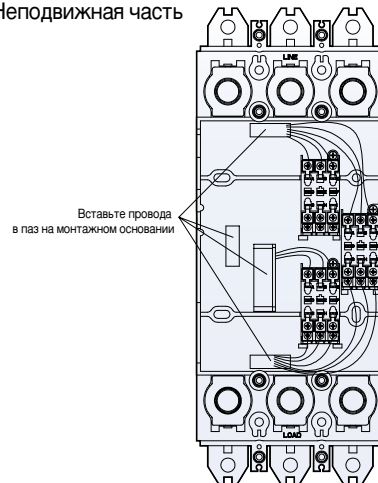 Неподвижная часть
LINE
Вставьте провода
в паз на монтажном основании
LOAD